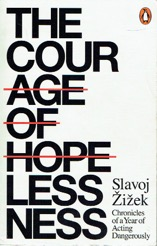 THE
COUR
AGE
OF
HOPE
LESS
NESS
Slavoj
Žižek
Chronicles
of a Year of
Acting
Dangerously